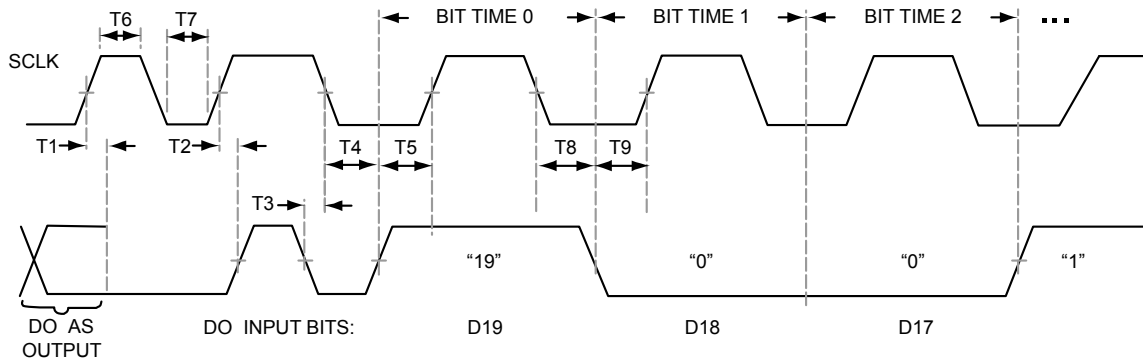 T6 T7 BIT TIME 0 BIT TIME 1 BIT TIME 2 ...
SCLK
T1 T2 T4 T5 T8 T9
T3
“19” “0” “0” “1”
DO AS
OUTPUT
DO INPUT BITS: D19 D18 D17